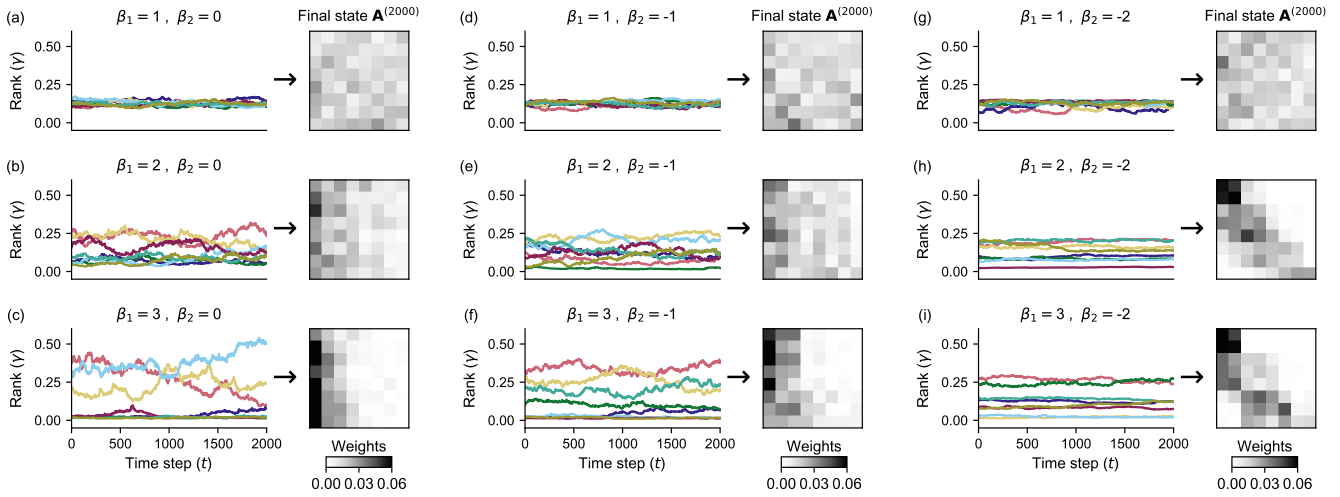 (a) β₁ = 1 , β₂ = 0 Final state A⁽²⁰⁰⁰⁾
Rank (γ)
0.50
0.25
0.00
(d) β₁ = 1 , β₂ = -1 Final state A⁽²⁰⁰⁰⁾
Rank (γ)
0.50
0.25
0.00
(g) β₁ = 1 , β₂ = -2 Final state A⁽²⁰⁰⁰⁾
Rank (γ)
0.50
0.25
0.00
(b) β₁ = 2 , β₂ = 0
Rank (γ)
0.50
0.25
0.00
(e) β₁ = 2 , β₂ = -1
Rank (γ)
0.50
0.25
0.00
(h) β₁ = 2 , β₂ = -2
Rank (γ)
0.50
0.25
0.00
(c) β₁ = 3 , β₂ = 0
Rank (γ)
0.50
0.25
0.00
0 500 1000 1500 2000
Time step (t)
Weights
0.00 0.03 0.06
(f) β₁ = 3 , β₂ = -1
Rank (γ)
0.50
0.25
0.00
0 500 1000 1500 2000
Time step (t)
Weights
0.00 0.03 0.06
(i) β₁ = 3 , β₂ = -2
Rank (γ)
0.50
0.25
0.00
0 500 1000 1500 2000
Time step (t)
Weights
0.00 0.03 0.06